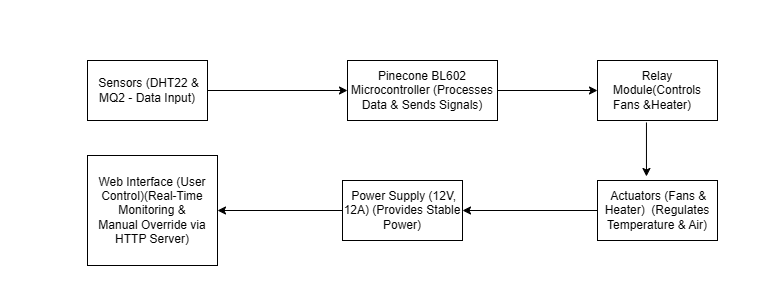 Sensors (DHT22 &
MQ2 - Data Input)
Pinecone BL602
Microcontroller (Processes
Data & Sends Signals)
Relay
Module(Controls
Fans &Heater)
Web Interface (User
Control)(Real-Time
Monitoring &
Manual Override via
HTTP Server)
Power Supply (12V,
12A) (Provides Stable
Power)
Actuators (Fans &
Heater)  (Regulates
Temperature & Air)